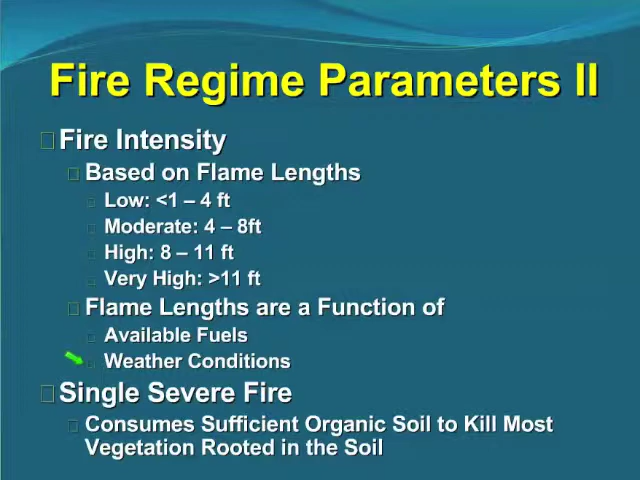 Fire Regime Parameters II
Fire Intensity
Based on Flame Lengths
Low: <1 – 4 ft
Moderate: 4 – 8ft
High: 8 – 11 ft
Very High: >11 ft
Flame Lengths are a Function of
Available Fuels
Weather Conditions
Single Severe Fire
Consumes Sufficient Organic Soil to Kill Most
Vegetation Rooted in the Soil